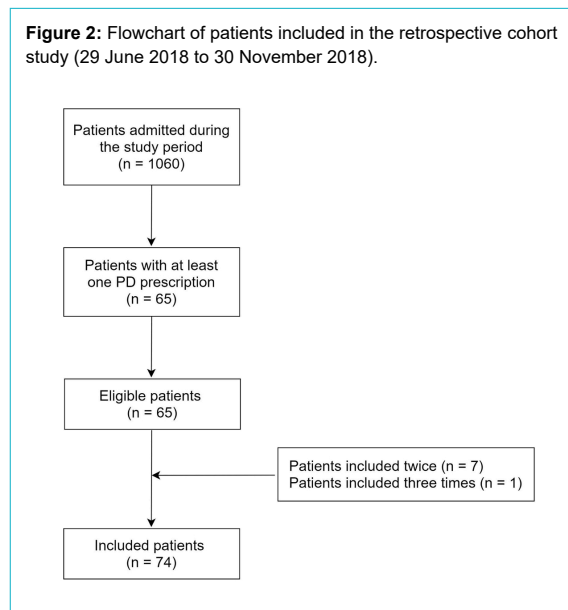 Figure 2: Flowchart of patients included in the retrospective cohort
study (29 June 2018 to 30 November 2018).
Patients admitted during
the study period
(n = 1060)
Patients with at least
one PD prescription
(n = 65)
Eligible patients
(n = 65)
Patients included twice (n = 7)
Patients included three times (n = 1)
Included patients
(n = 74)